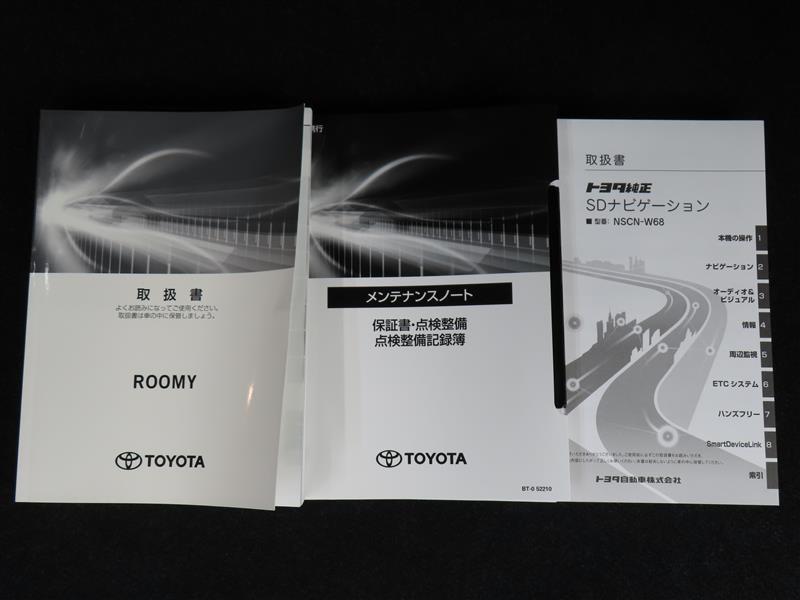 取扱書
よくお読みになってご使用ください。
取扱書は車の中に保管しましょう。
ROOMY
TOYOTA
メンテナンスノート
保証書・点検整備
点検整備記録簿
TOYOTA
BT-0 52210
取扱書
トヨタ純正
SDナビゲーション
■ 型番: NSCN-W68
本機の操作 1
ナビゲーション 2
オーディオ&
ビジュアル 3
情報 4
周辺監視 5
ETCシステム 6
ハンズフリー 7
SmartDeviceLink 8
索引
トヨタ自動車株式会社